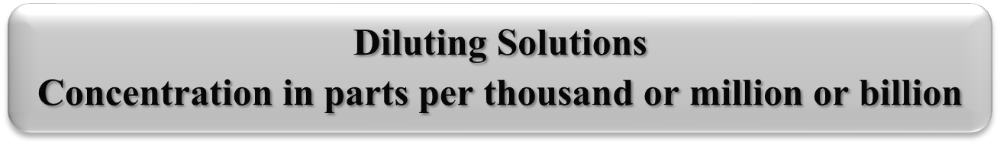 Diluting Solutions
Concentration in parts per thousand or million or billion